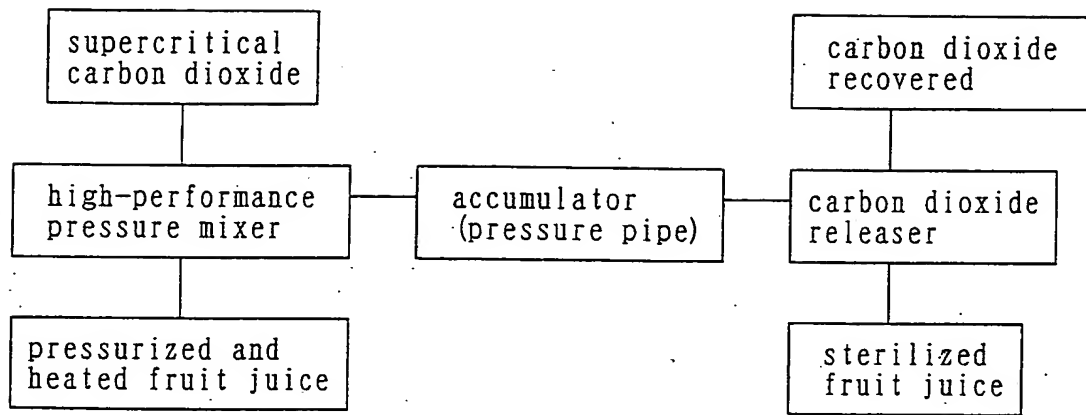 supercritical
carbon dioxide
carbon dioxide
recovered
high-performance
pressure mixer
accumulator
(pressure pipe)
carbon dioxide
releaser
pressurized and
heated fruit juice
sterilized
fruit juice